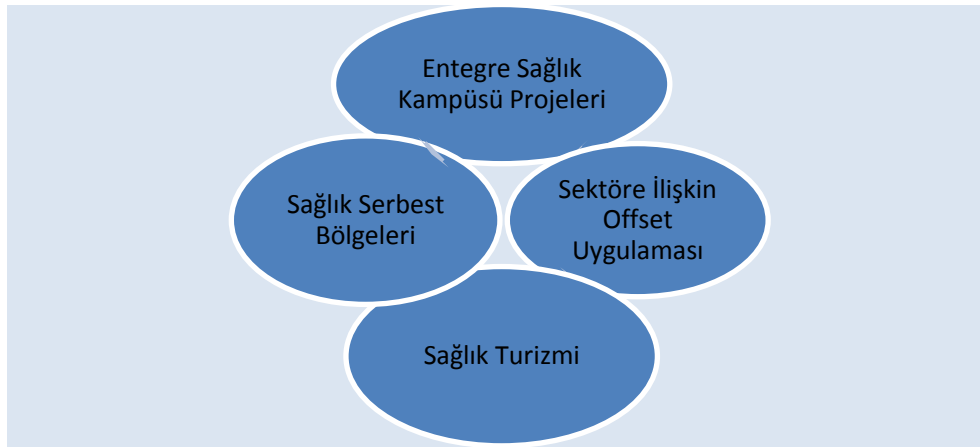 Entegre Sağlık
Kampüsü Projeleri
Sağlık Serbest
Bölgeleri
Sektöre İlişkin
Offset
Uygulaması
Sağlık Turizmi